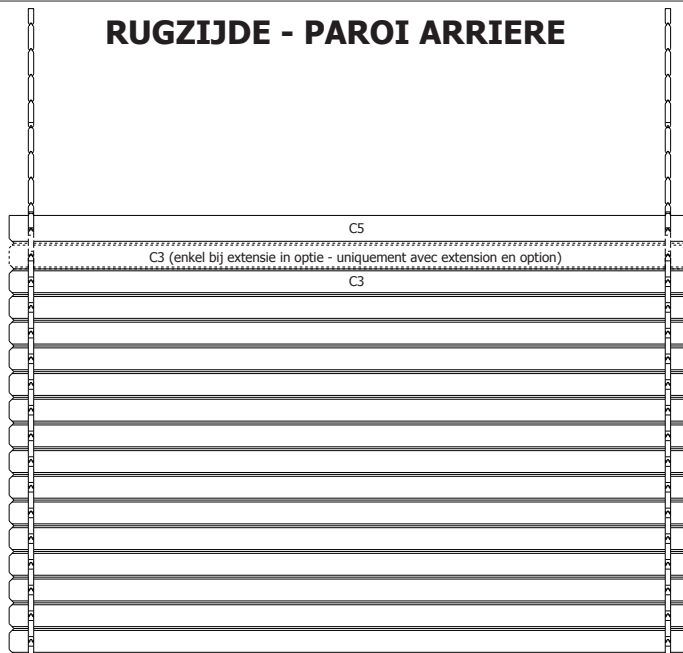 RUGZIJDE - PAROI ARRIERE
C5
C3 (enkel bij extensie in optie - uniquement avec extension en option)
C3